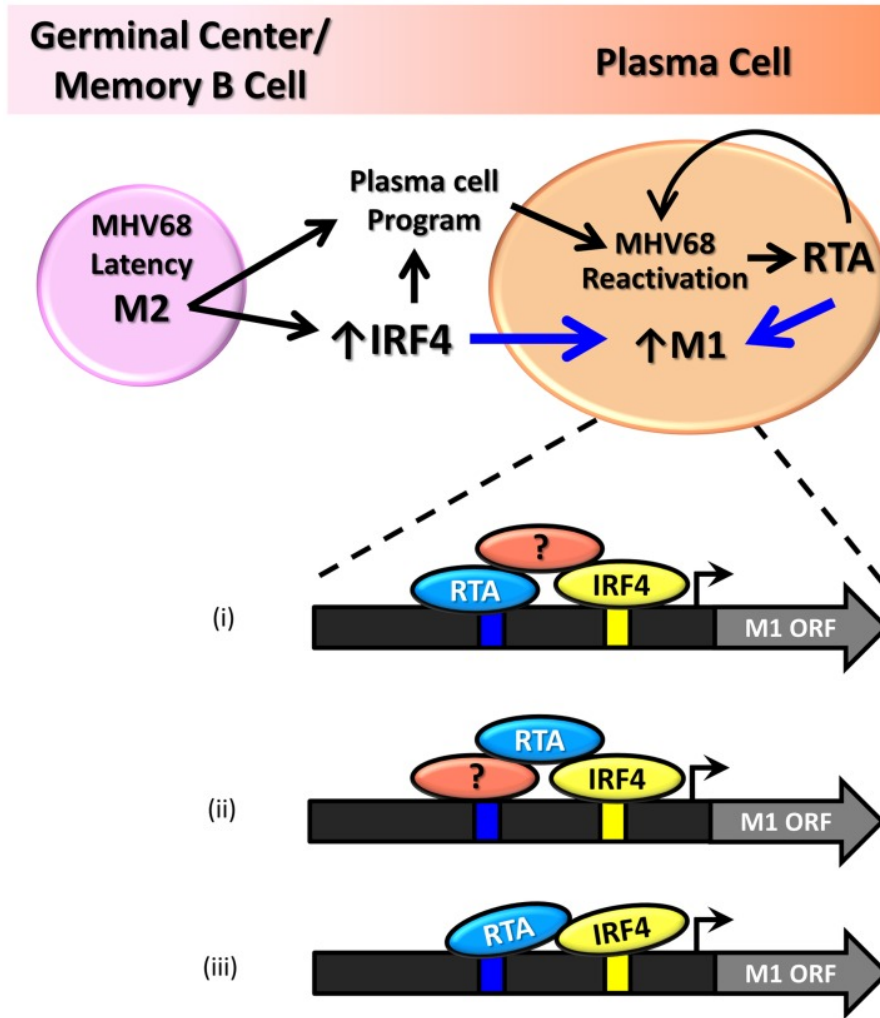 Germinal Center/
Memory B Cell
Plasma Cell
MHV68
Latency
M2
Plasma cell
Program
↑IRF4
MHV68
Reactivation
RTA
↑M1
(i)
?
RTA
IRF4
M1 ORF
(ii)
RTA
?
IRF4
M1 ORF
(iii)
RTA
IRF4
M1 ORF